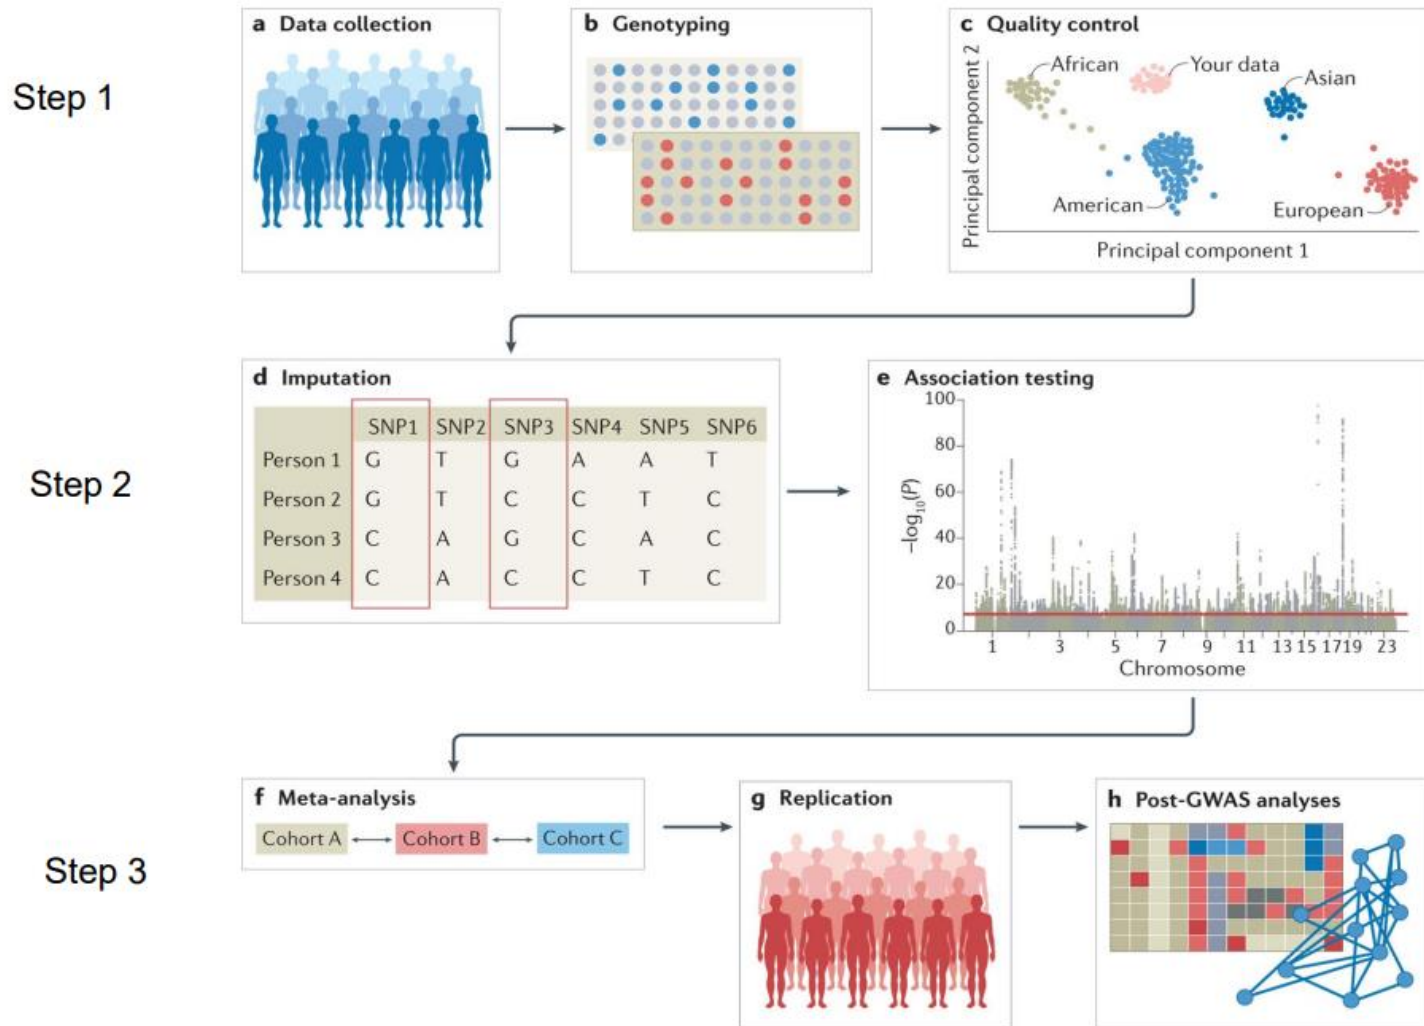 Step 1
a Data collection
b Genotyping
c Quality control
Principal component 2
African
Your data
Asian
American
European
Principal component 1
Step 2
d Imputation
SNP1 SNP2 SNP3 SNP4 SNP5 SNP6
Person 1 G T G A A T
Person 2 G T C C T C
Person 3 C A G C A C
Person 4 C A C C T C
e Association testing
100
80
60
40
20
0
–log10(P)
1 3 5 7 9 11 13 15 17 19 23
Chromosome
Step 3
f Meta-analysis
Cohort A Cohort B Cohort C
g Replication
h Post-GWAS analyses